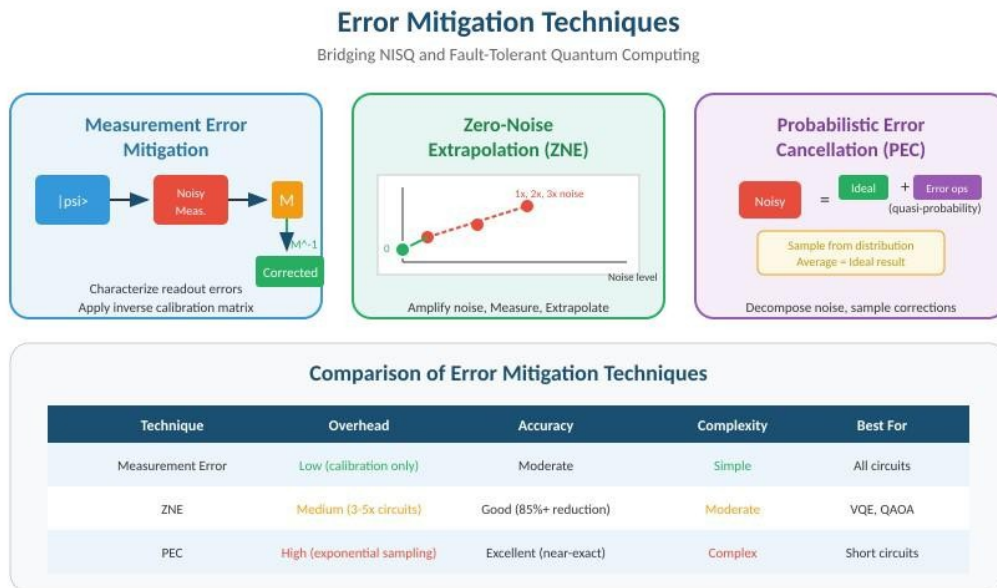 Error Mitigation Techniques
Bridging NISQ and Fault-Tolerant Quantum Computing
Measurement Error
Mitigation
|psi>
Noisy
Meas.
M
M^-1
Corrected
Characterize readout errors
Apply inverse calibration matrix
Zero-Noise
Extrapolation (ZNE)
1x, 2x, 3x noise
0
Noise level
Amplify noise, Measure, Extrapolate
Probabilistic Error
Cancellation (PEC)
Noisy
=
Ideal
+
Error ops
(quasi-probability)
Sample from distribution
Average = Ideal result
Decompose noise, sample corrections
Comparison of Error Mitigation Techniques
Technique Overhead Accuracy Complexity Best For
Measurement Error Low (calibration only) Moderate Simple All circuits
ZNE Medium (3-5x circuits) Good (85%+ reduction) Moderate VQE, QAOA
PEC High (exponential sampling) Excellent (near-exact) Complex Short circuits